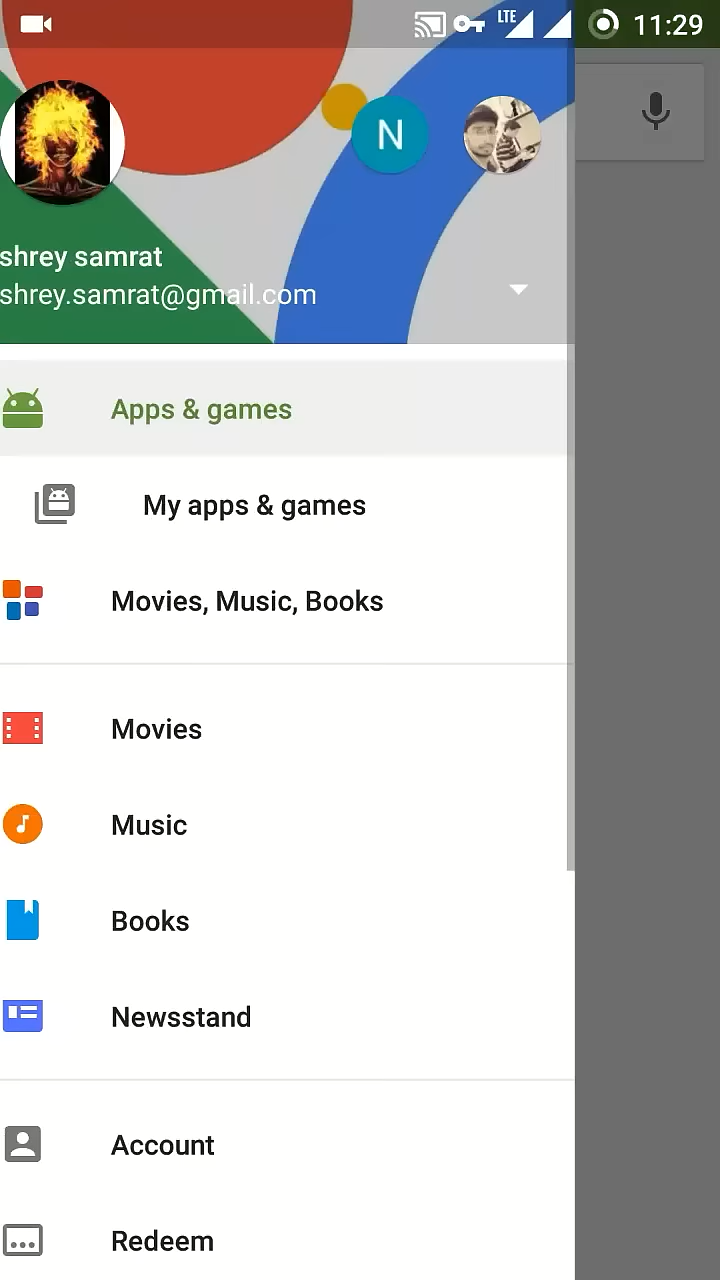 LTE 11:29
N
shrey samrat
shrey.samrat@gmail.com
Apps & games
My apps & games
Movies, Music, Books
Movies
Music
Books
Newsstand
Account
Redeem